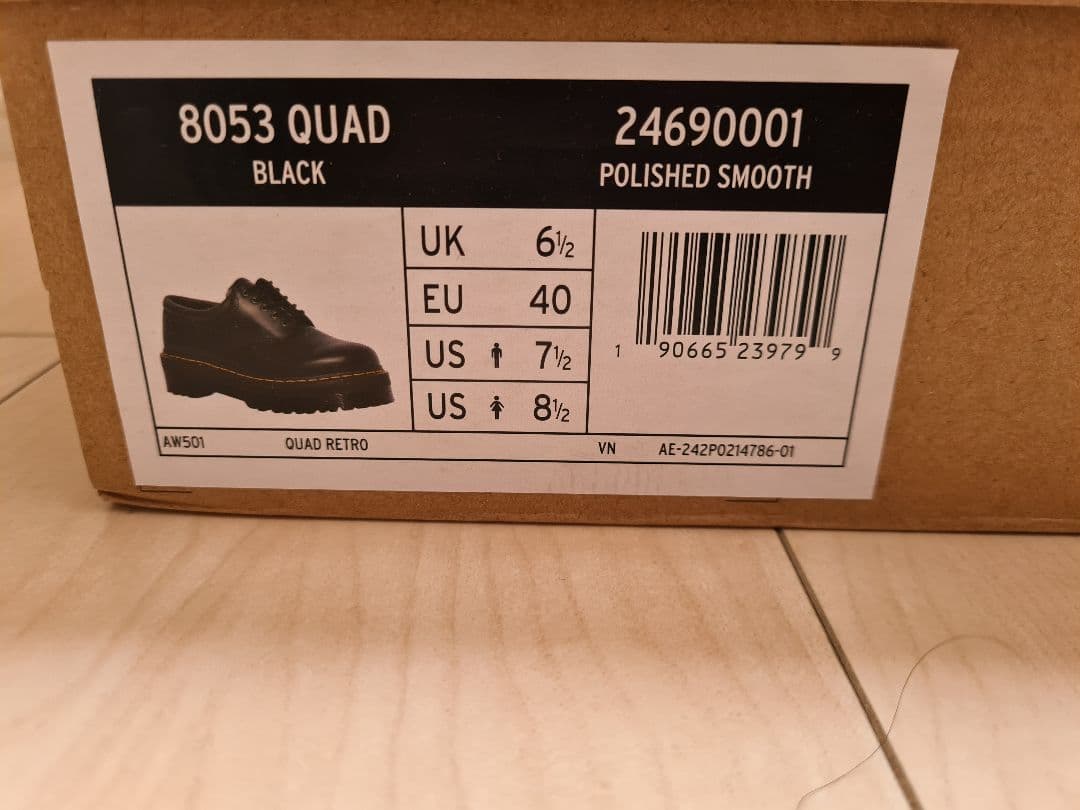 8053 QUAD
BLACK
24690001
POLISHED SMOOTH
UK 6½
EU 40
US 7½
US 8½
1 90665 23979 9
AW501 QUAD RETRO VN AE-242P0214786-01